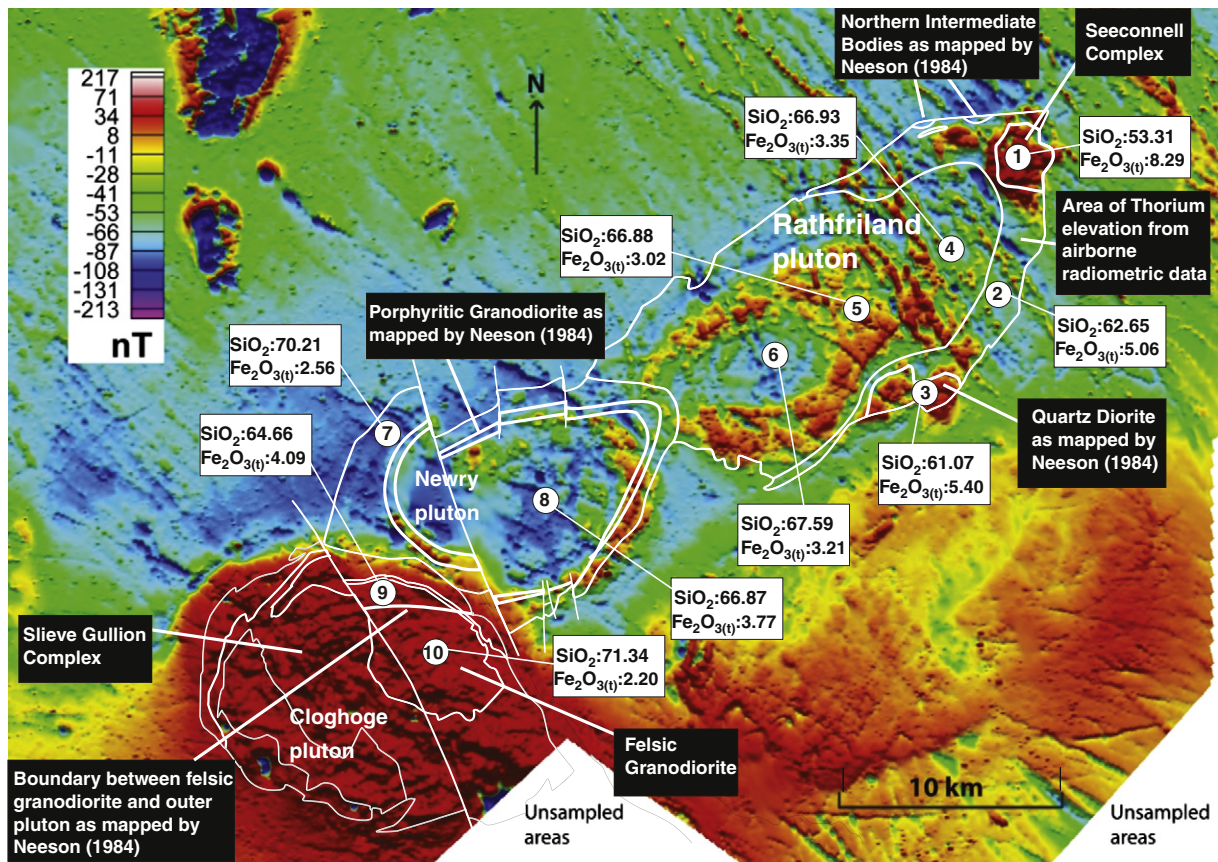 Northern Intermediate
Bodies as mapped by
Neeson (1984)
Seeconnell
Complex
217
71
34
8
-11
-28
-41
-53
-66
-87
-108
-131
-213
nT
N
SiO2:66.93
Fe2O3(t):3.35
1
SiO2:53.31
Fe2O3(t):8.29
Area of Thorium
elevation from
airborne
radiometric data
Rathfriland
pluton
4
SiO2:66.88
Fe2O3(t):3.02
2
5
Porphyritic Granodiorite as
mapped by Neeson (1984)
SiO2:62.65
Fe2O3(t):5.06
SiO2:70.21
Fe2O3(t):2.56
6
3
Quartz Diorite
as mapped by
Neeson (1984)
7
SiO2:64.66
Fe2O3(t):4.09
SiO2:61.07
Fe2O3(t):5.40
Newry
pluton
8
SiO2:67.59
Fe2O3(t):3.21
SiO2:66.87
Fe2O3(t):3.77
9
Slieve Gullion
Complex
10
SiO2:71.34
Fe2O3(t):2.20
Cloghoge
pluton
Felsic
Granodiorite
Boundary between felsic
granodiorite and outer
pluton as mapped by
Neeson (1984)
10 km
Unsampled
areas
Unsampled
areas